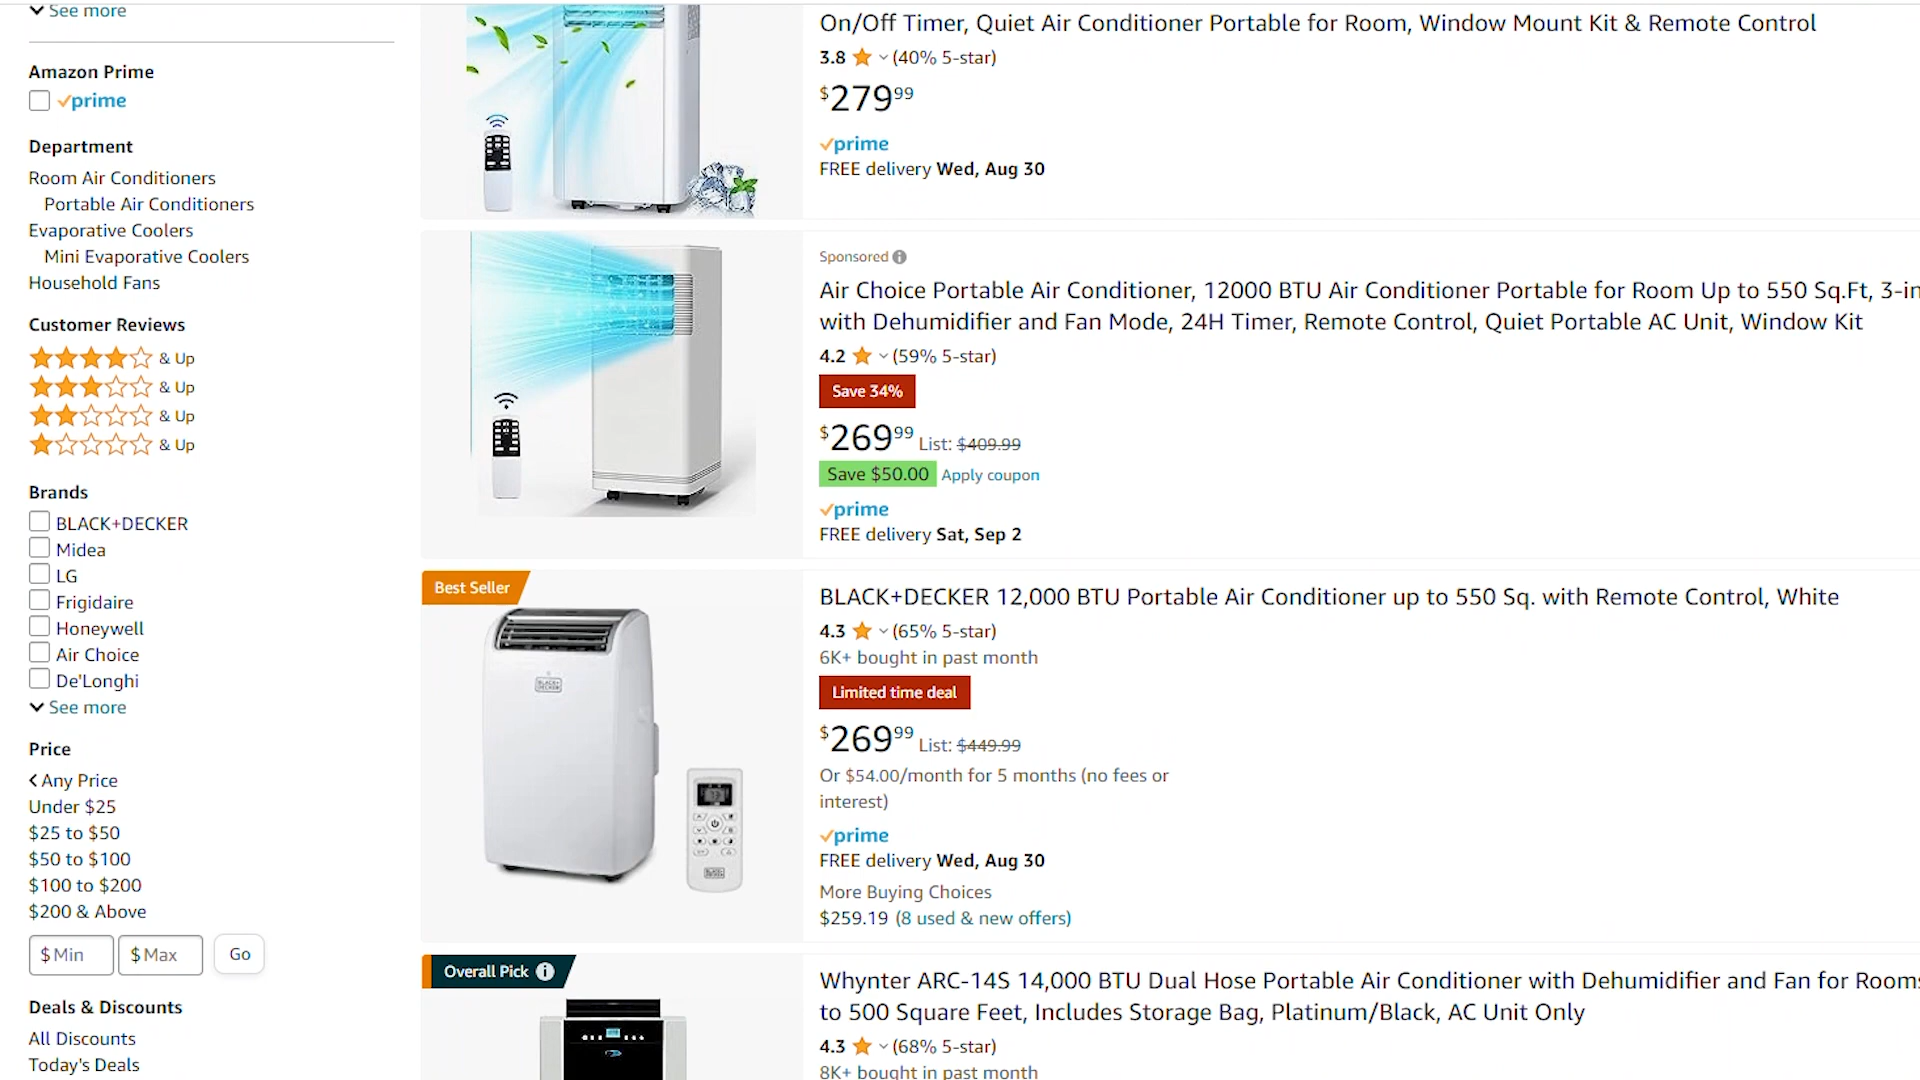 See more
Amazon Prime
prime
Department
Room Air Conditioners
Portable Air Conditioners
Evaporative Coolers
Mini Evaporative Coolers
Household Fans
Customer Reviews
& Up
& Up
& Up
& Up
Brands
BLACK+DECKER
Midea
LG
Frigidaire
Honeywell
Air Choice
De'Longhi
See more
Price
Any Price
Under $25
$25 to $50
$50 to $100
$100 to $200
$200 & Above
$ Min $ Max Go
Deals & Discounts
All Discounts
Today's Deals
On/Off Timer, Quiet Air Conditioner Portable for Room, Window Mount Kit & Remote Control
3.8 (40% 5-star)
$279.99
prime
FREE delivery Wed, Aug 30
Sponsored
Air Choice Portable Air Conditioner, 12000 BTU Air Conditioner Portable for Room Up to 550 Sq.Ft, 3-in
with Dehumidifier and Fan Mode, 24H Timer, Remote Control, Quiet Portable AC Unit, Window Kit
4.2 (59% 5-star)
Save 34%
$269.99 List: $409.99
Save $50.00 Apply coupon
prime
FREE delivery Sat, Sep 2
Best Seller
BLACK+DECKER
BLACK+DECKER 12,000 BTU Portable Air Conditioner up to 550 Sq. with Remote Control, White
4.3 (65% 5-star)
6K+ bought in past month
Limited time deal
$269.99 List: $449.99
Or $54.00/month for 5 months (no fees or
interest)
prime
FREE delivery Wed, Aug 30
More Buying Choices
$259.19 (8 used & new offers)
Overall Pick
Whynter ARC-14S 14,000 BTU Dual Hose Portable Air Conditioner with Dehumidifier and Fan for Rooms
to 500 Square Feet, Includes Storage Bag, Platinum/Black, AC Unit Only
4.3 (68% 5-star)
8K+ bought in past month